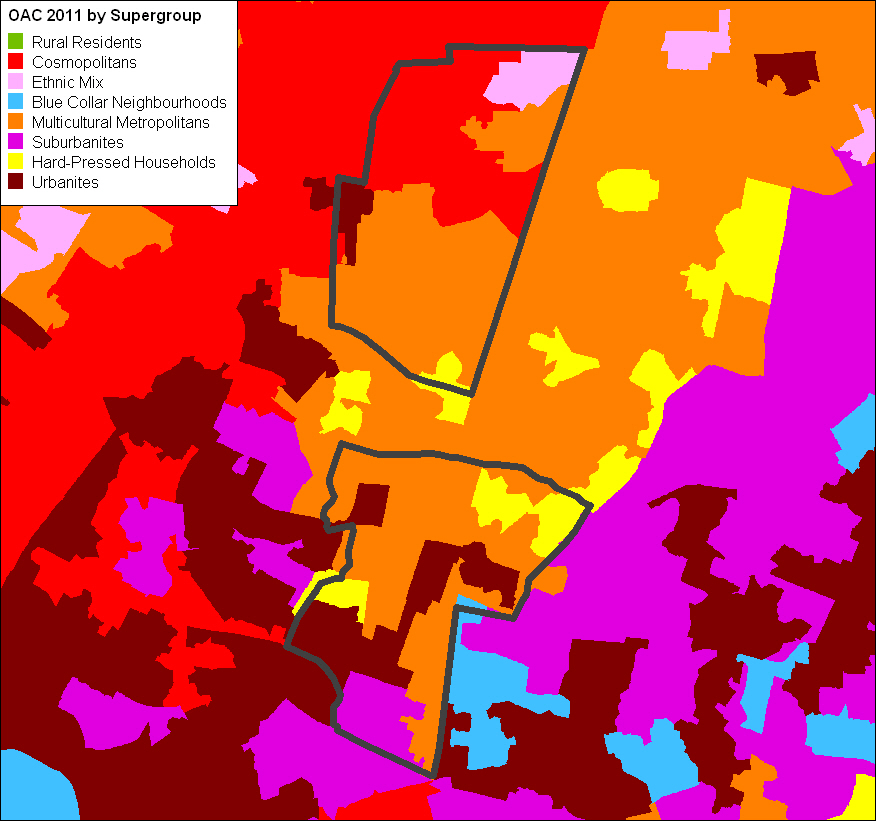 OAC 2011 by Supergroup
Rural Residents
Cosmopolitans
Ethnic Mix
Blue Collar Neighbourhoods
Multicultural Metropolitans
Suburbanites
Hard-Pressed Households
Urbanites